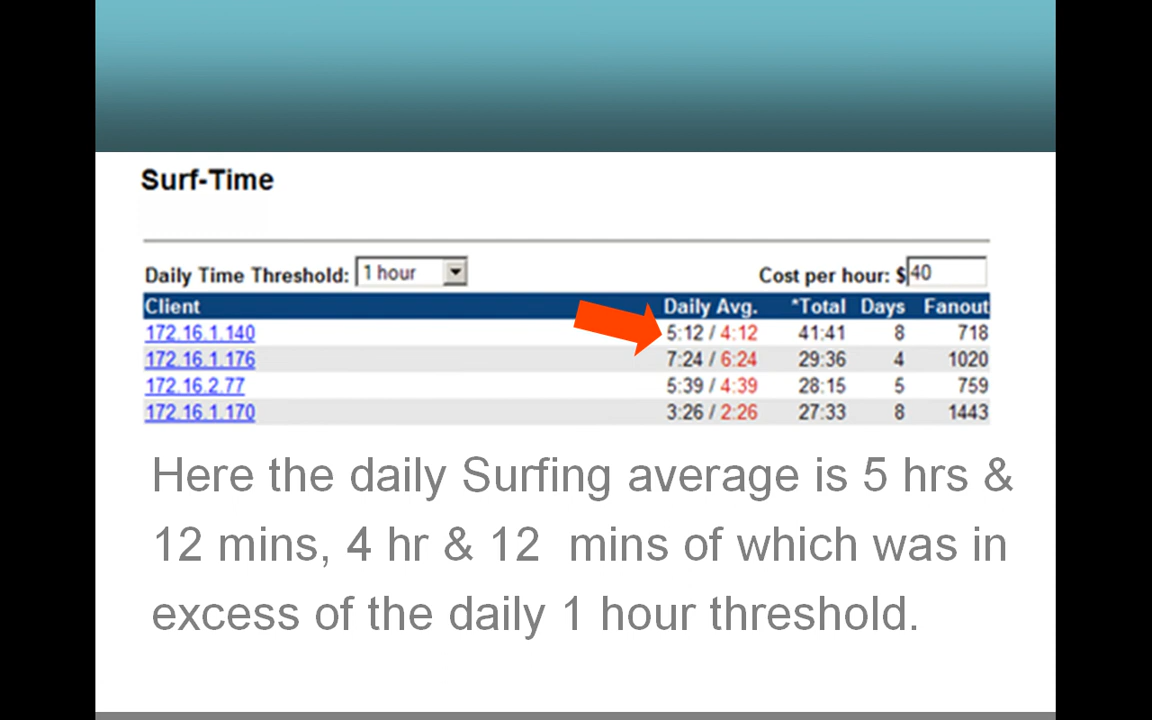 Surf-Time
Daily Time Threshold: 1 hour Cost per hour: $40
Client Daily Avg. *Total Days Fanout
172.16.1.140 5:12 / 4:12 41:41 8 718
172.16.1.176 7:24 / 6:24 29:36 4 1020
172.16.2.77 5:39 / 4:39 28:15 5 759
172.16.1.170 3:26 / 2:26 27:33 8 1443
Here the daily Surfing average is 5 hrs &
12 mins, 4 hr & 12 mins of which was in
excess of the daily 1 hour threshold.